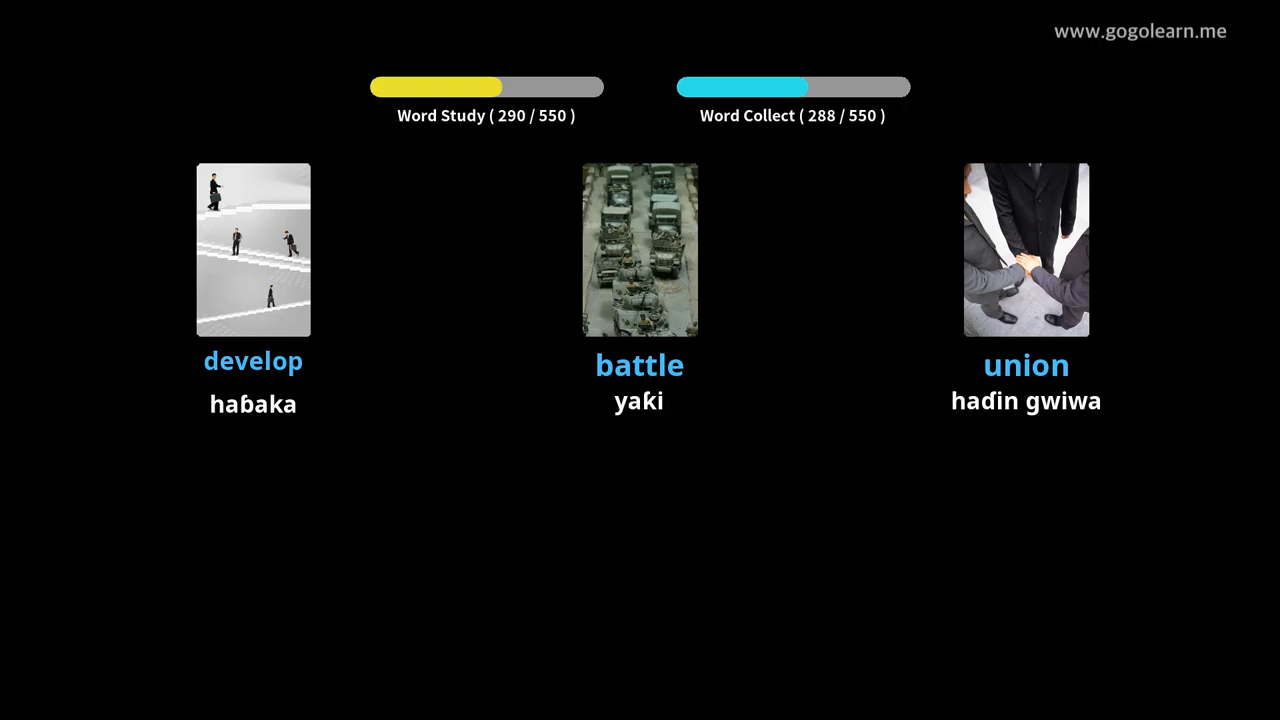 www.gogolearn.me
Word Study ( 290 / 550 )
Word Collect ( 288 / 550 )
develop
battle
union
haɓaka
yaƙi
haɗin gwiwa